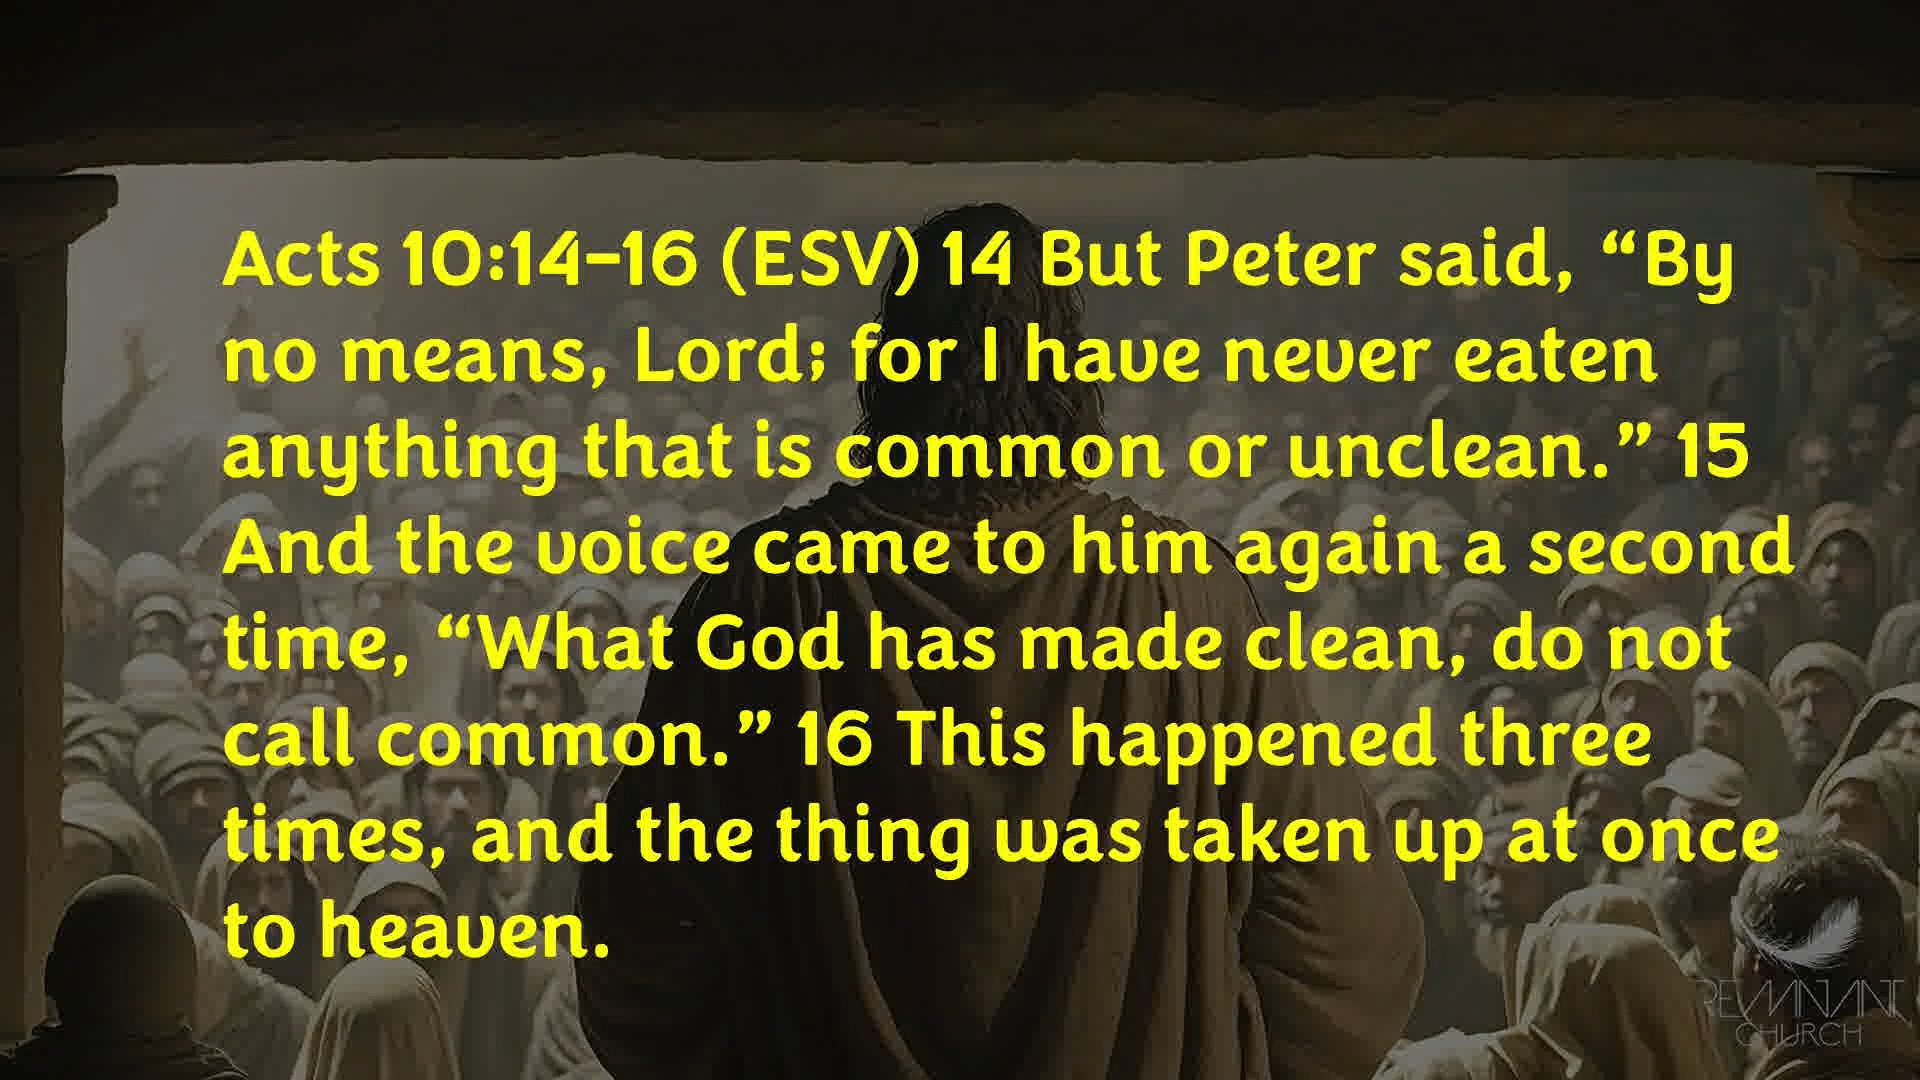 Acts 10:14–16 (ESV) 14 But Peter said, “By
no means, Lord; for I have never eaten
anything that is common or unclean.” 15
And the voice came to him again a second
time, “What God has made clean, do not
call common.” 16 This happened three
times, and the thing was taken up at once
to heaven.
REMNANT
CHURCH